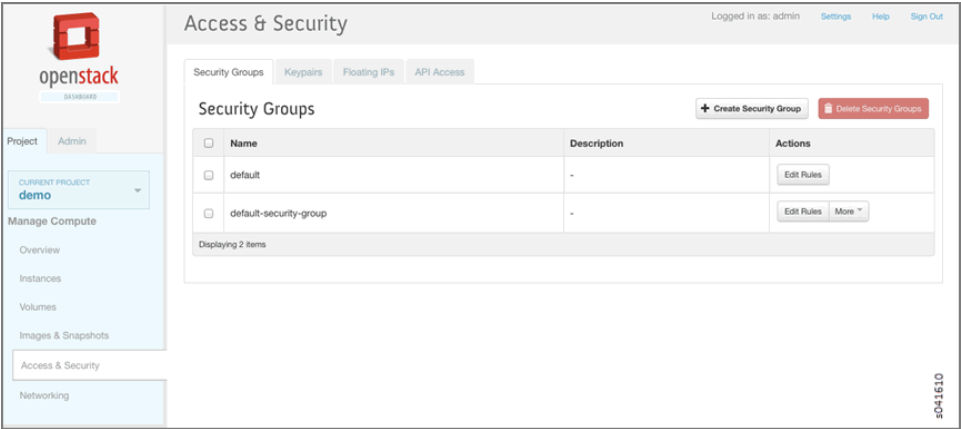 Access & Security
Logged in as: admin Settings Help Sign Out
openstack
DASHBOARD
Project Admin
CURRENT PROJECT
demo
Manage Compute
Overview
Instances
Volumes
Images & Snapshots
Access & Security
Networking
Security Groups Keypairs Floating IPs API Access
Security Groups
+ Create Security Group Delete Security Groups
Name Description Actions
default - Edit Rules
default-security-group - Edit Rules More
Displaying 2 items
s041610